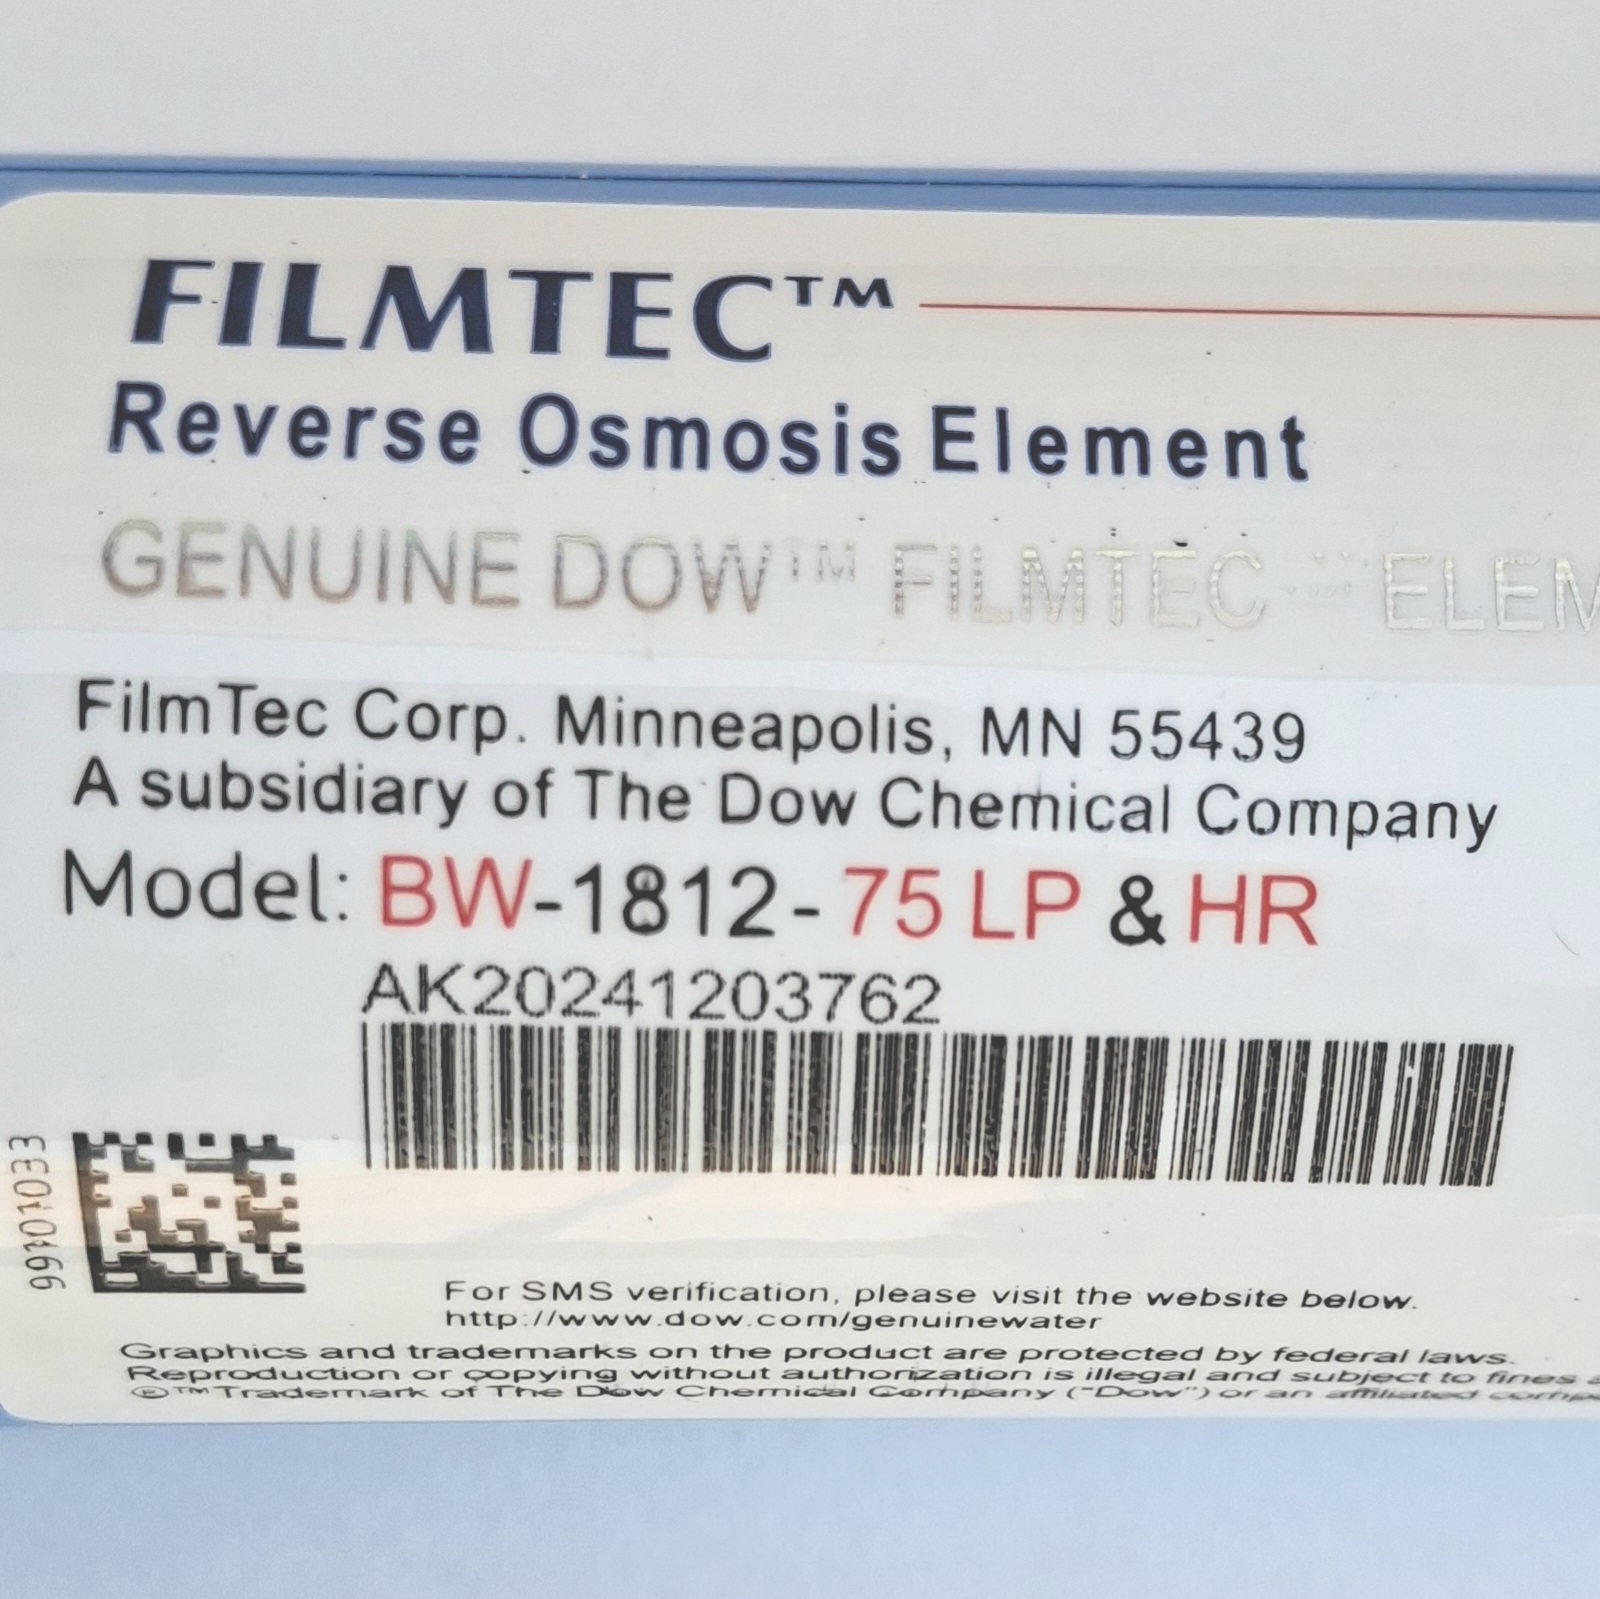 FILMTEC™
Reverse Osmosis Element
GENUINE DOW™ FILMTEC ELEM
FilmTec Corp. Minneapolis, MN 55439
A subsidiary of The Dow Chemical Company
Model: BW-1812-75 LP & HR
AK20241203762
99101033
For SMS verification, please visit the website below.
http://www.dow.com/genuinewater
Graphics and trademarks on the product are protected by federal laws.
Reproduction or copying without authorization is illegal and subject to fines
®™Trademark of The Dow Chemical Company ("Dow") or an affiliated